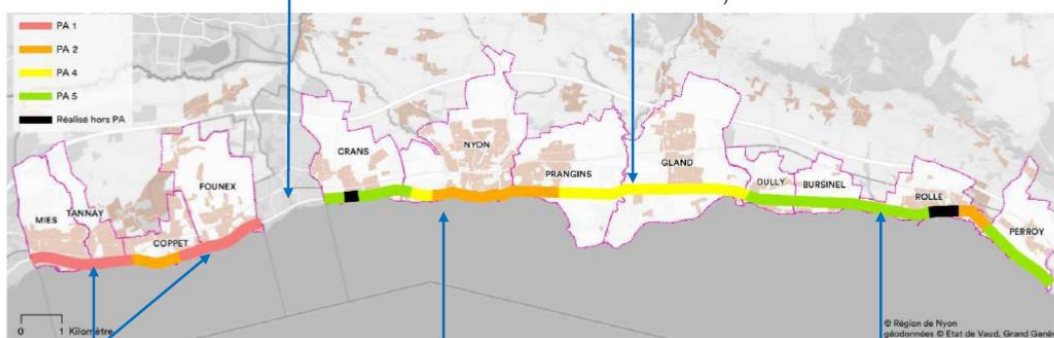 PA 1
PA 2
PA 4
PA 5
Réalisé hors PA
MIES
TANNAY
COPPET
FOUNEX
CRANS
NYON
PRANGINS
GLAND
DULLY
BURSINEL
ROLLE
PERROY
0 1 Kilomètre
© Région de Nyon
géodonnées © Etat de Vaud, Grand Genève